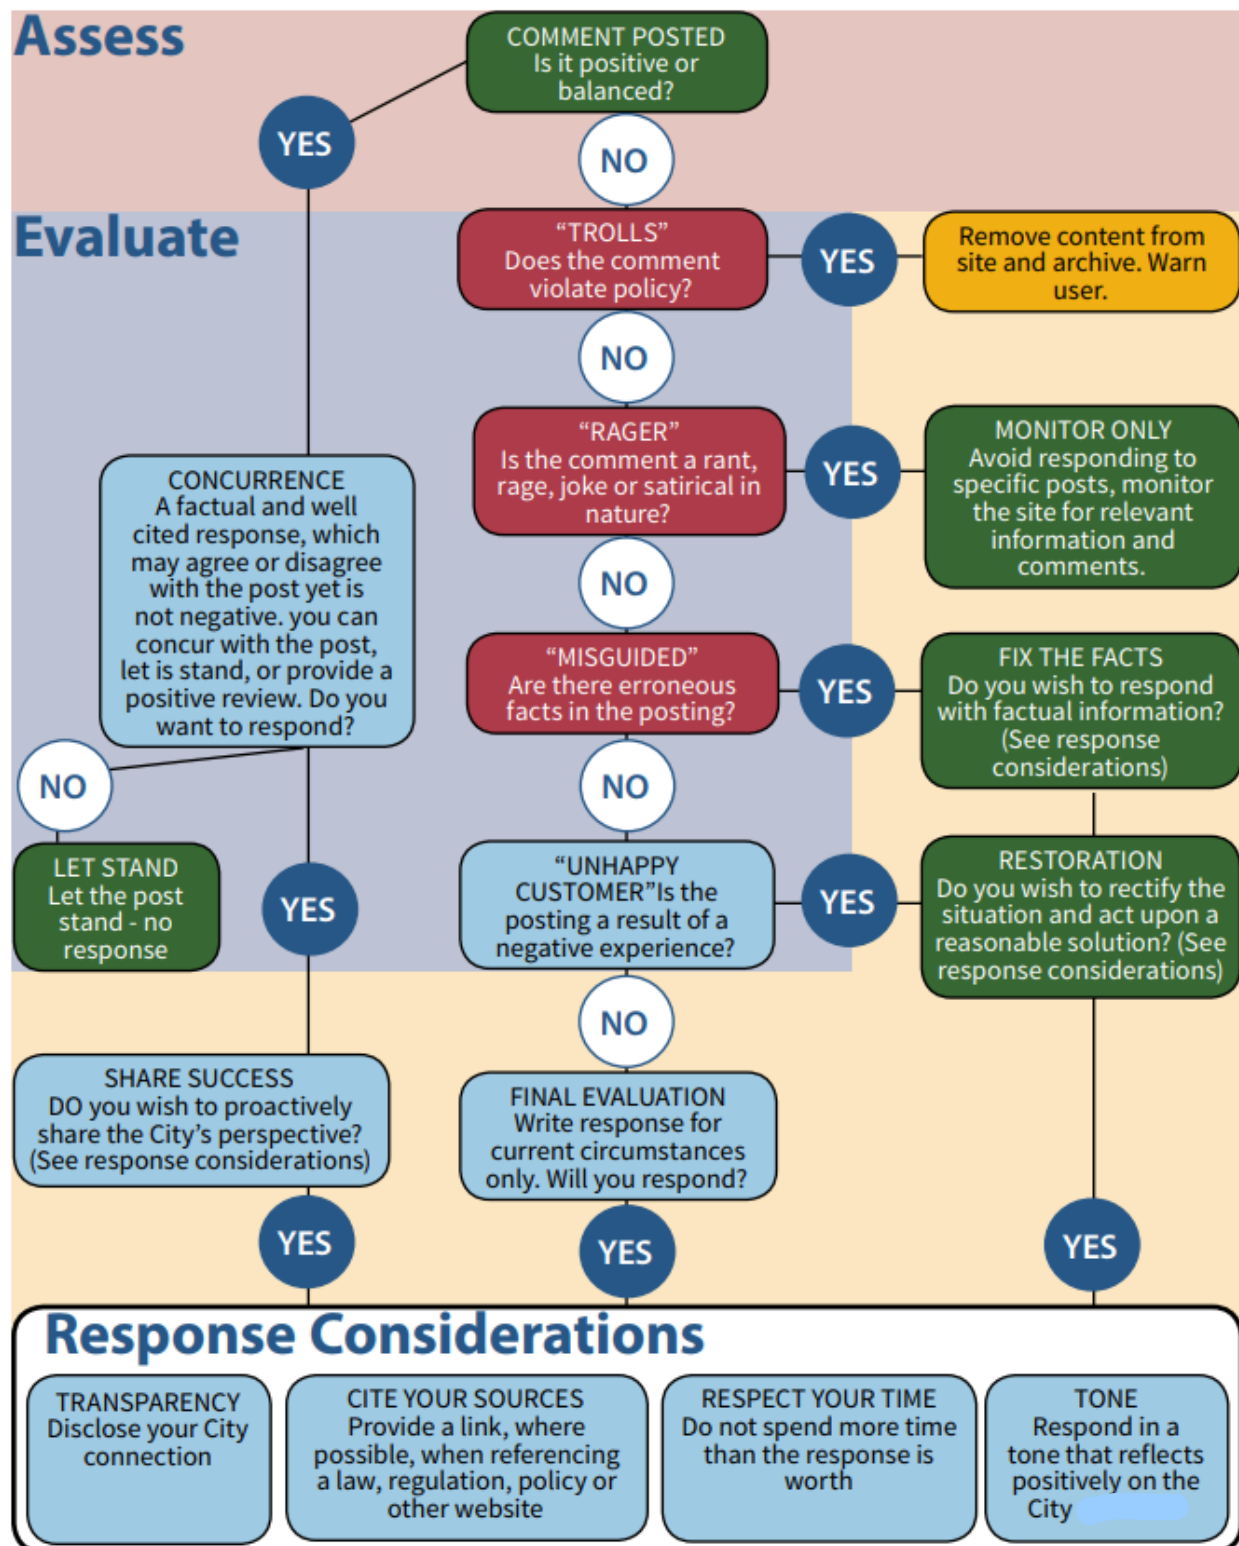 Assess
COMMENT POSTED
Is it positive or
balanced?
YES
NO
Evaluate
“TROLLS”
Does the comment
violate policy?
YES
Remove content from
site and archive. Warn
user.
NO
“RAGER”
Is the comment a rant,
rage, joke or satirical in
nature?
YES
MONITOR ONLY
Avoid responding to
specific posts, monitor
the site for relevant
information and
comments.
CONCURRENCE
A factual and well
cited response, which
may agree or disagree
with the post yet is
not negative. you can
concur with the post,
let is stand, or provide a
positive review. Do you
want to respond?
NO
“MISGUIDED”
Are there erroneous
facts in the posting?
YES
FIX THE FACTS
Do you wish to respond
with factual information?
(See response
considerations)
NO
NO
LET STAND
Let the post
stand - no
response
YES
“UNHAPPY
CUSTOMER”Is the
posting a result of a
negative experience?
YES
RESTORATION
Do you wish to rectify the
situation and act upon a
reasonable solution? (See
response considerations)
NO
SHARE SUCCESS
DO you wish to proactively
share the City’s perspective?
(See response considerations)
FINAL EVALUATION
Write response for
current circumstances
only. Will you respond?
YES
YES
YES
Response Considerations
TRANSPARENCY
Disclose your City
connection
CITE YOUR SOURCES
Provide a link, where
possible, when referencing
a law, regulation, policy or
other website
RESPECT YOUR TIME
Do not spend more time
than the response is
worth
TONE
Respond in a
tone that reflects
positively on the
City